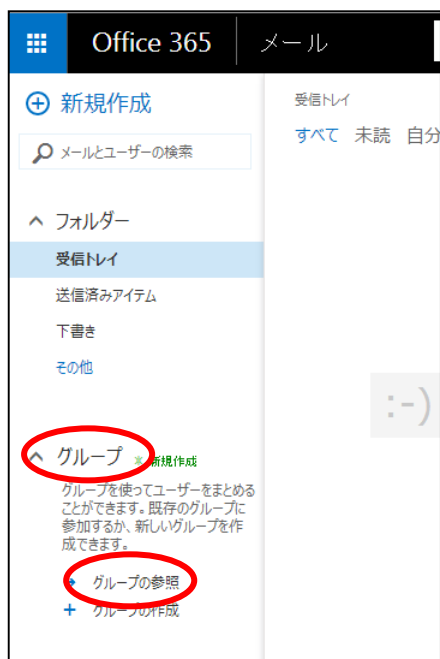 Office 365 メール
新規作成
メールとユーザーの検索
フォルダー
受信トレイ
送信済みアイテム
下書き
その他
グループ 新規作成
グループを使ってユーザーをまとめる
ことができます。既存のグループに
参加するか、新しいグループを作
成できます。
グループの参照
グループの作成
受信トレイ
すべて 未読 自分
:-)